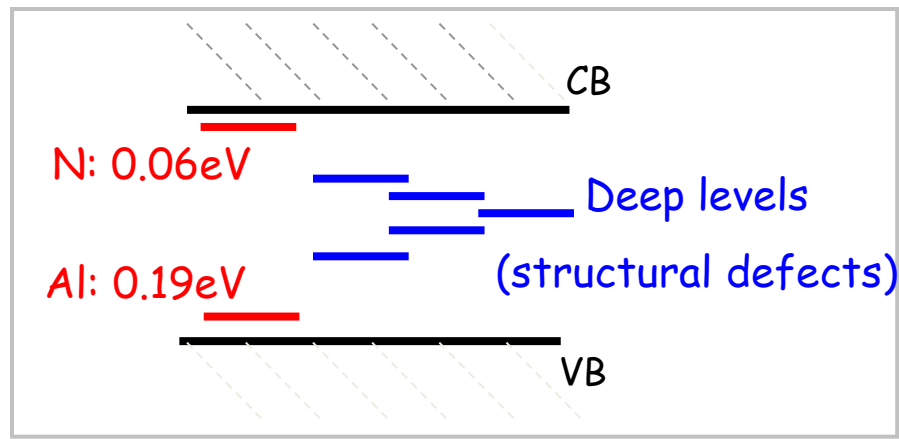 CB
N: 0.06eV
Deep levels
(structural defects)
Al: 0.19eV
VB